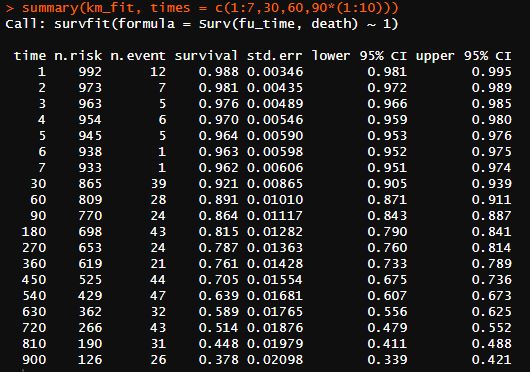 > summary(km_fit, times = c(1:7,30,60,90*(1:10)))
Call: survfit(formula = Surv(fu_time, death) ~ 1)
time n.risk n.event survival std.err lower 95% CI upper 95% CI
1 992 12 0.988 0.00346 0.981 0.995
2 973 7 0.981 0.00435 0.972 0.989
3 963 5 0.976 0.00489 0.966 0.985
4 954 6 0.970 0.00546 0.959 0.980
5 945 5 0.964 0.00590 0.953 0.976
6 938 1 0.963 0.00598 0.952 0.975
7 933 1 0.962 0.00606 0.951 0.974
30 865 39 0.921 0.00865 0.905 0.939
60 809 28 0.891 0.01010 0.871 0.911
90 770 24 0.864 0.01117 0.843 0.887
180 698 43 0.815 0.01282 0.790 0.841
270 653 24 0.787 0.01363 0.760 0.814
360 619 21 0.761 0.01428 0.733 0.789
450 525 44 0.705 0.01554 0.675 0.736
540 429 47 0.639 0.01681 0.607 0.673
630 362 32 0.589 0.01765 0.556 0.625
720 266 43 0.514 0.01876 0.479 0.552
810 190 31 0.448 0.01979 0.411 0.488
900 126 26 0.378 0.02098 0.339 0.421